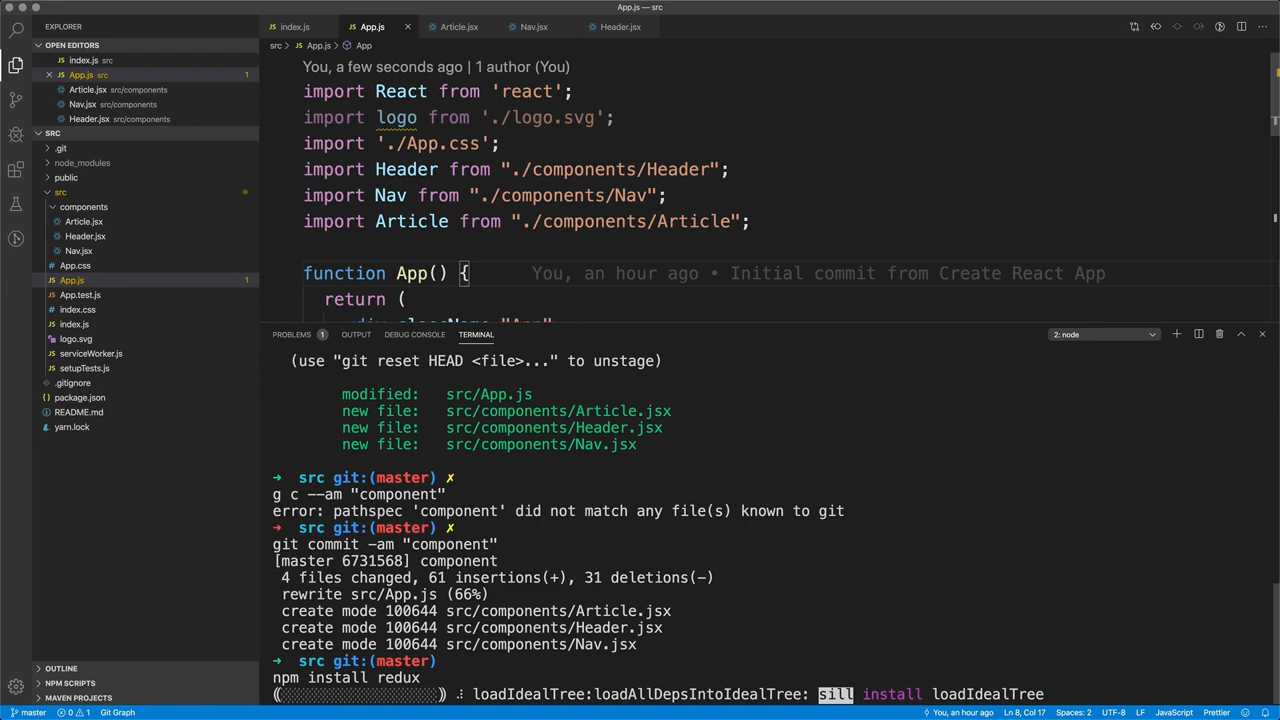 App.js — src
EXPLORER
OPEN EDITORS
index.js src
App.js src 1
Article.jsx src/components
Nav.jsx src/components
Header.jsx src/components
SRC
.git
node_modules
public
src
components
Article.jsx
Header.jsx
Nav.jsx
App.css
App.js 1
App.test.js
index.css
index.js
logo.svg
serviceWorker.js
setupTests.js
.gitignore
package.json
README.md
yarn.lock
OUTLINE
NPM SCRIPTS
MAVEN PROJECTS
index.js App.js Article.jsx Nav.jsx Header.jsx
src > App.js > App
You, a few seconds ago | 1 author (You)
import React from 'react';
import logo from './logo.svg';
import './App.css';
import Header from "./components/Header";
import Nav from "./components/Nav";
import Article from "./components/Article";
function App() { You, an hour ago • Initial commit from Create React App
return (
<div className="App">
PROBLEMS 1 OUTPUT DEBUG CONSOLE TERMINAL 2: node
(use "git reset HEAD <file>..." to unstage)
modified: src/App.js
new file: src/components/Article.jsx
new file: src/components/Header.jsx
new file: src/components/Nav.jsx
➜ src git:(master) ✗
g c --am "component"
error: pathspec 'component' did not match any file(s) known to git
➜ src git:(master) ✗
git commit -am "component"
[master 6731568] component
4 files changed, 61 insertions(+), 31 deletions(-)
rewrite src/App.js (66%)
create mode 100644 src/components/Article.jsx
create mode 100644 src/components/Header.jsx
create mode 100644 src/components/Nav.jsx
➜ src git:(master)
npm install redux
(░░░░░░░░░░░░░░░░░░) ⠼ loadIdealTree:loadAllDepsIntoIdealTree: sill install loadIdealTree
master 0 1 Git Graph You, an hour ago Ln 8, Col 17 Spaces: 2 UTF-8 LF JavaScript Prettier